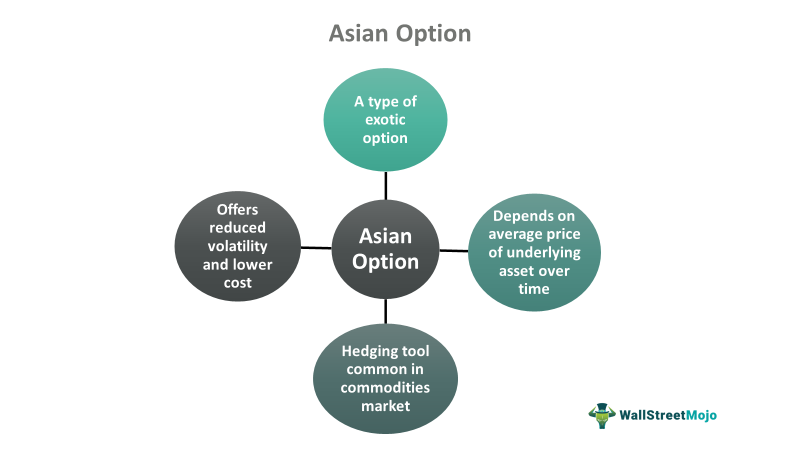 Asian Option
A type of
exotic
option
Offers
reduced
volatility
and lower
cost
Asian
Option
Depends on
average price
of underlying
asset over
time
Hedging tool
common in
commodities
market
WallStreetMojo